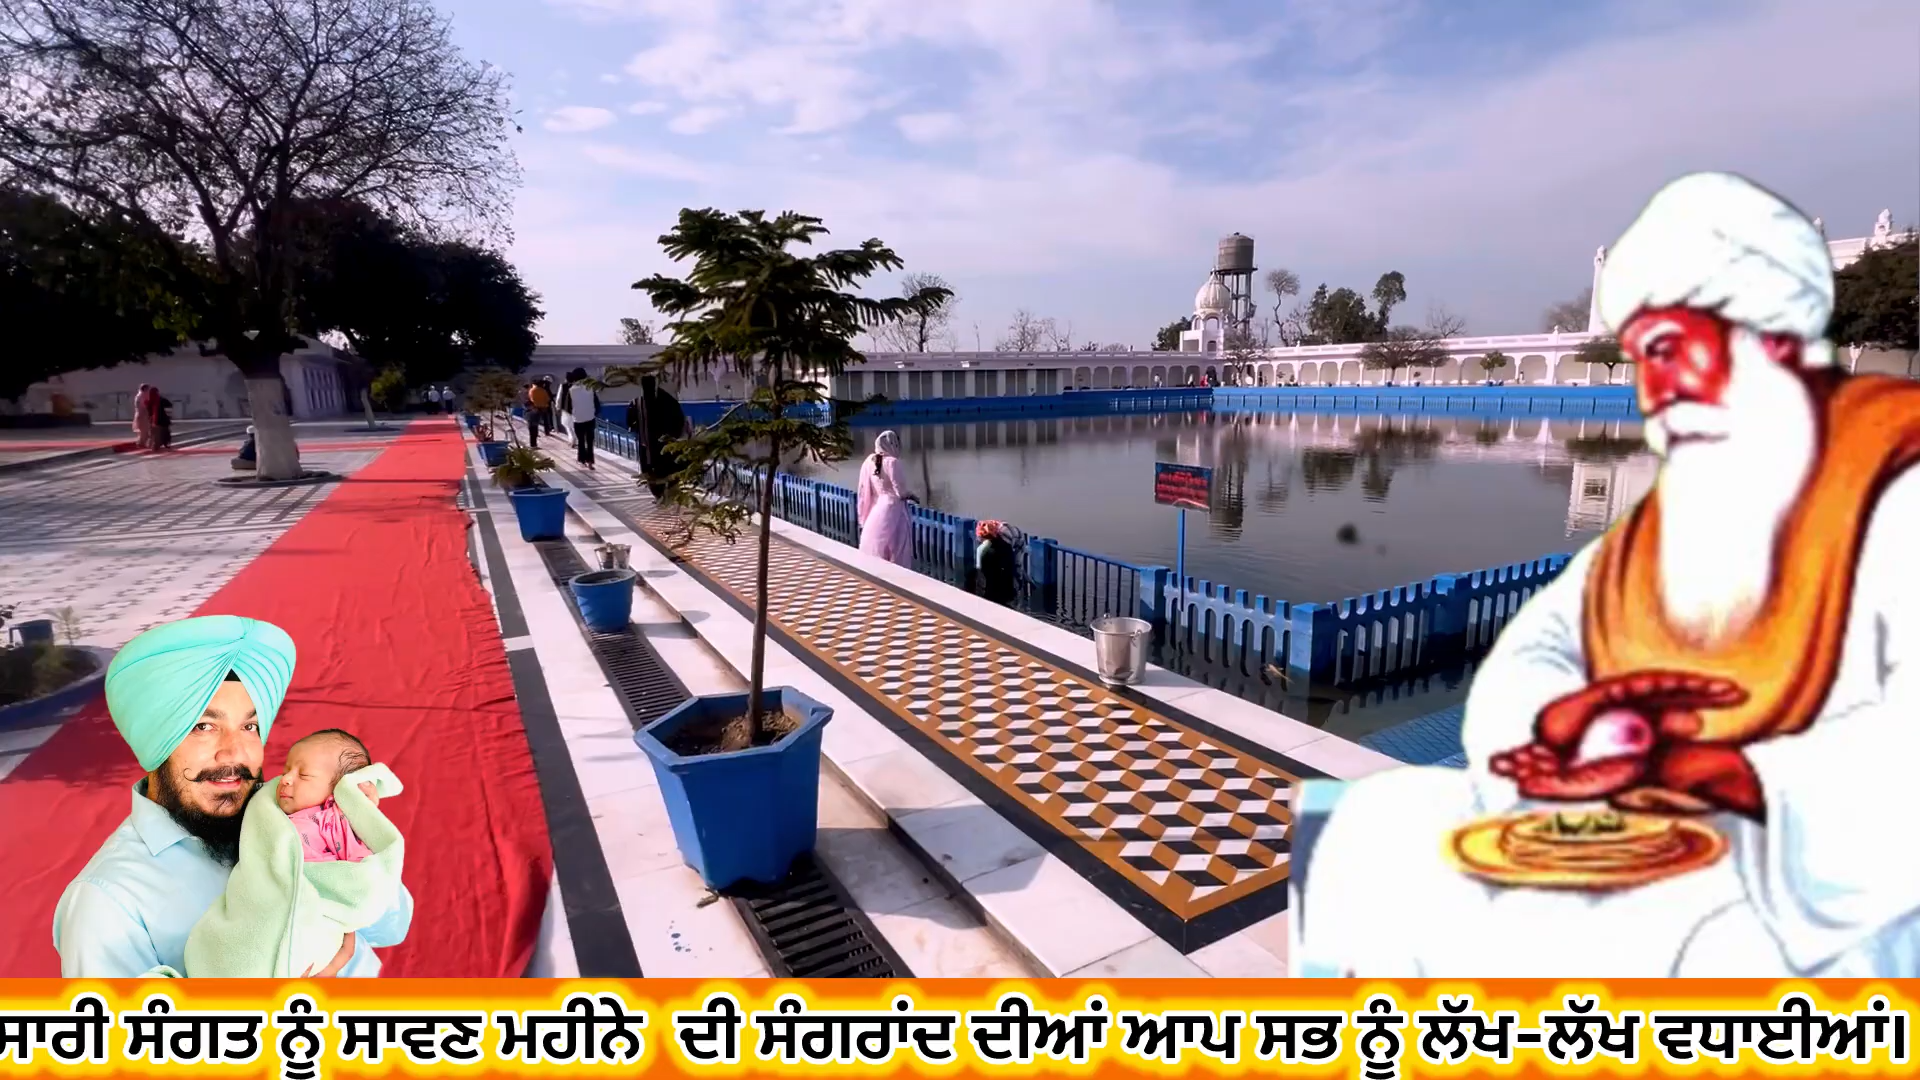 ਸਾਰੀ ਸੰਗਤ ਨੂੰ ਸਾਵਣ ਮਹੀਨੇ ਦੀ ਸੰਗਰਾਂਦ ਦੀਆਂ ਆਪ ਸਭ ਨੂੰ ਲੱਖ-ਲੱਖ ਵਧਾਈਆਂ।